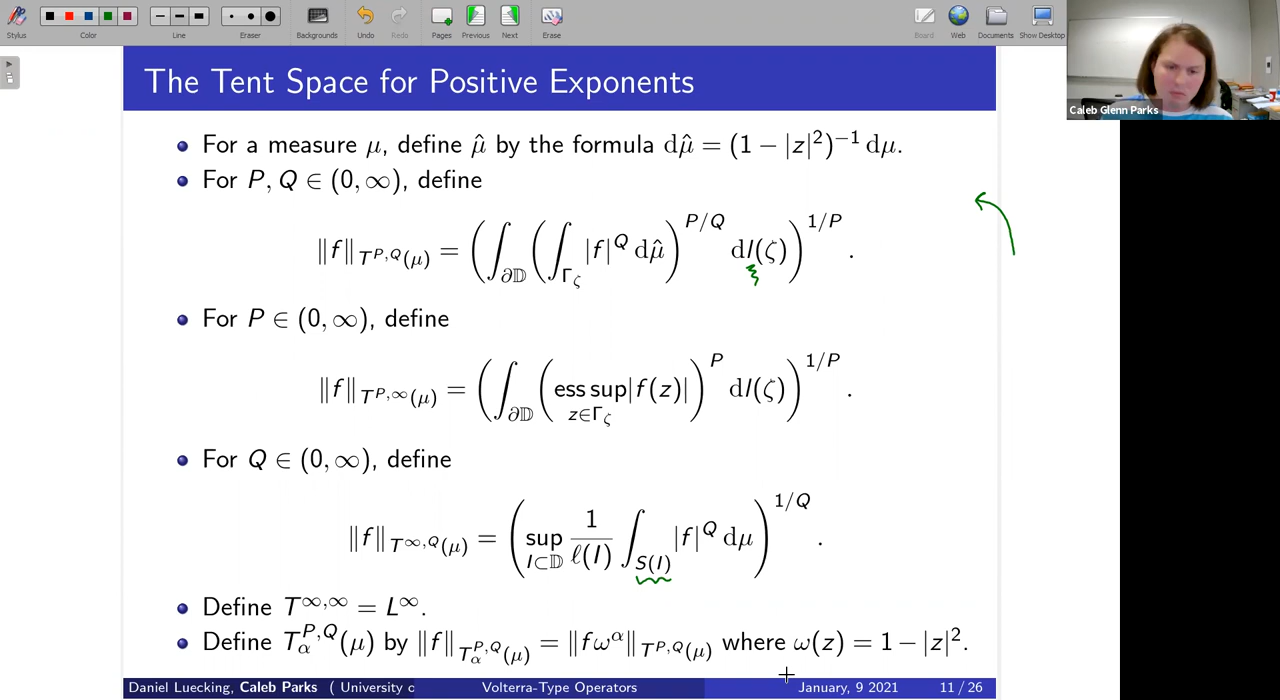 Stylus Color Line Eraser Backgrounds Undo Redo Pages Previous Next Erase Board Web Documents Show Desktop
Caleb Glenn Parks
The Tent Space for Positive Exponents
• For a measure μ, define μ̂ by the formula dμ̂ = (1 − |z|²)⁻¹ dμ.
• For P, Q ∈ (0, ∞), define
‖f‖_{T^{P,Q}(μ)} = (∫_{∂𝔻} (∫_{Γ_ζ} |f|^Q dμ̂)^{P/Q} dl(ζ))^{1/P}.
• For P ∈ (0, ∞), define
‖f‖_{T^{P,∞}(μ)} = (∫_{∂𝔻} (ess sup_{z∈Γ_ζ} |f(z)|)^P dl(ζ))^{1/P}.
• For Q ∈ (0, ∞), define
‖f‖_{T^{∞,Q}(μ)} = (sup_{I⊂𝔻} 1/ℓ(I) ∫_{S(I)} |f|^Q dμ)^{1/Q}.
• Define T^{∞,∞} = L^∞.
• Define T_α^{P,Q}(μ) by ‖f‖_{T_α^{P,Q}(μ)} = ‖fω^α‖_{T^{P,Q}(μ)} where ω(z) = 1 − |z|².
Daniel Luecking, Caleb Parks ( University c Volterra-Type Operators January, 9 2021 11 / 26